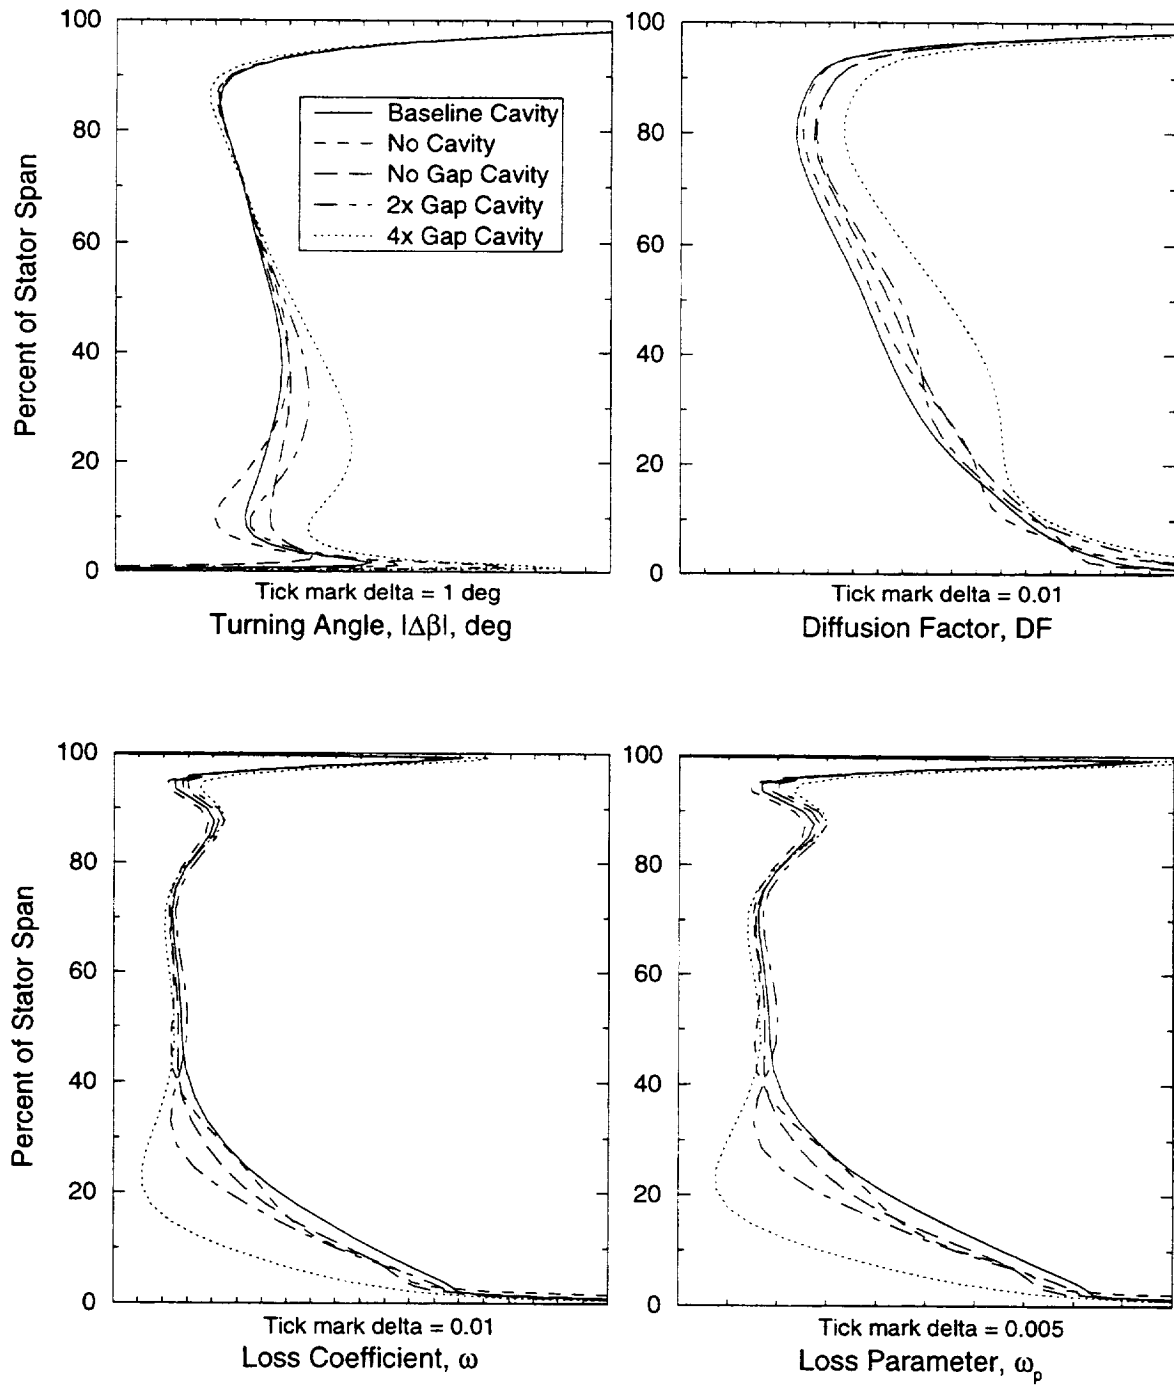 100
80
60
40
20
0
Percent of Stator Span
Baseline Cavity
No Cavity
No Gap Cavity
2x Gap Cavity
4x Gap Cavity
Tick mark delta = 1 deg
Turning Angle, |Δβ|, deg
100
80
60
40
20
0
Tick mark delta = 0.01
Diffusion Factor, DF
100
80
60
40
20
0
Percent of Stator Span
Tick mark delta = 0.01
Loss Coefficient, ω
100
80
60
40
20
0
Tick mark delta = 0.005
Loss Parameter, ωp